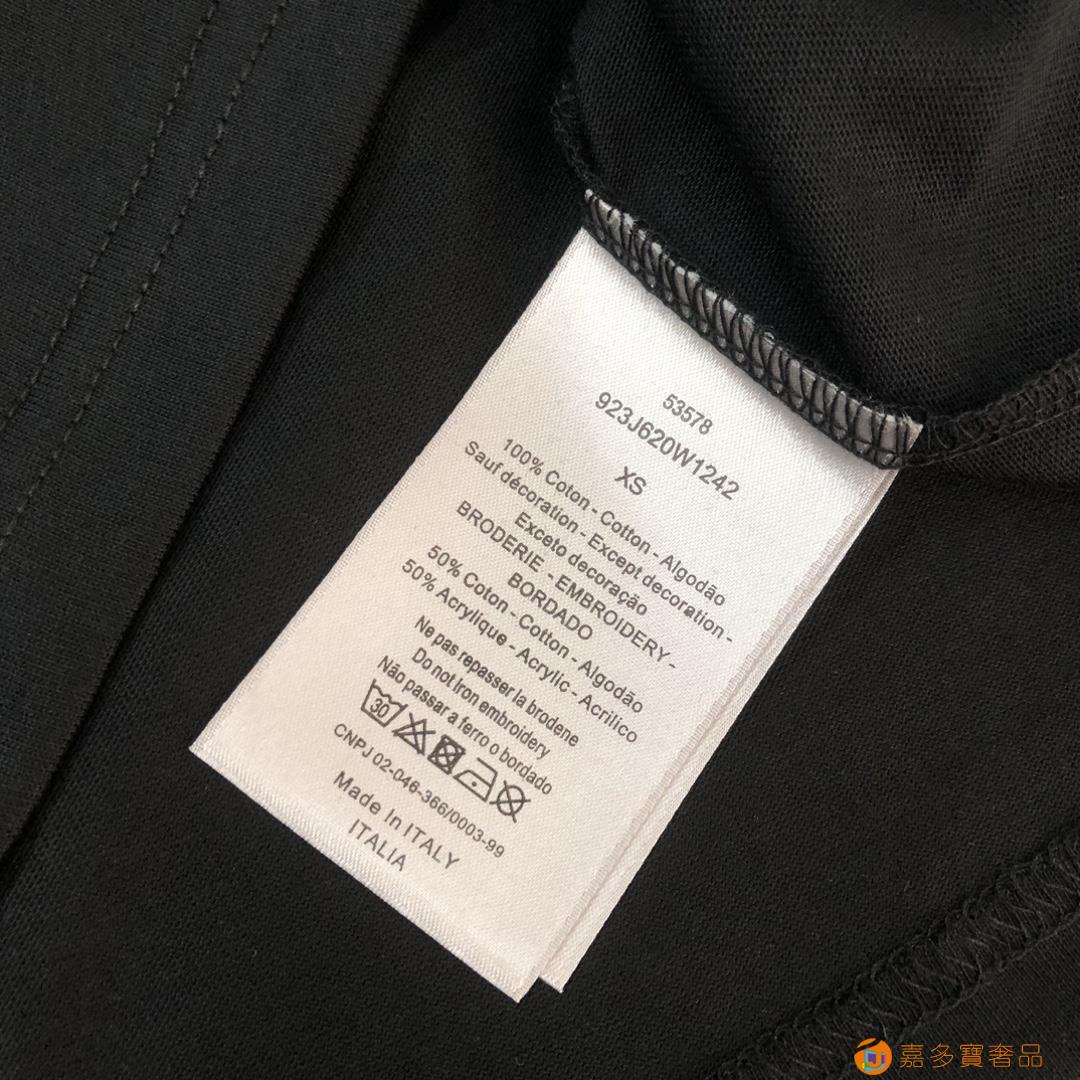 53578
923J620W1242
XS
100% Coton - Cotton - Algodão
Sauf décoration - Except decoration -
Exceto decoração
BRODERIE - EMBROIDERY -
BORDADO
50% Coton - Cotton - Algodão
50% Acrylique - Acrylic - Acrilico
Ne pas repasser la brodene
Do not Iron embroidery
Não passar a ferro o bordado
30
CNPJ 02-046-366/0003-99
Made In ITALY
ITALIA
嘉多寶奢品